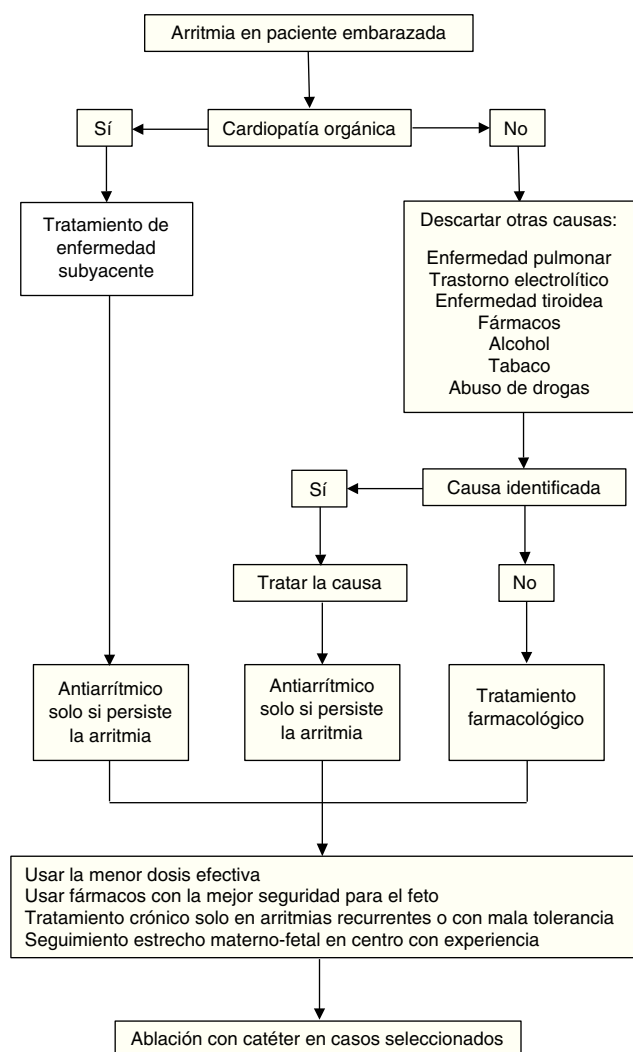 Arritmia en paciente embarazada
Sí
Cardiopatía orgánica
No
Tratamiento de
enfermedad
subyacente
Descartar otras causas:
Enfermedad pulmonar
Trastorno electrolítico
Enfermedad tiroidea
Fármacos
Alcohol
Tabaco
Abuso de drogas
Sí
Causa identificada
Tratar la causa
No
Antiarrítmico
solo si persiste
la arritmia
Antiarrítmico
solo si persiste
la arritmia
Tratamiento
farmacológico
Usar la menor dosis efectiva
Usar fármacos con la mejor seguridad para el feto
Tratamiento crónico solo en arritmias recurrentes o con mala tolerancia
Seguimiento estrecho materno-fetal en centro con experiencia
Ablación con catéter en casos seleccionados